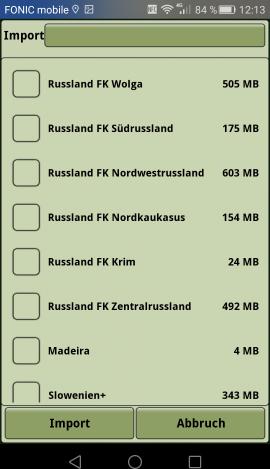 FONIC mobile 84 % 12:13
Import
Russland FK Wolga 505 MB
Russland FK Südrussland 175 MB
Russland FK Nordwestrussland 603 MB
Russland FK Nordkaukasus 154 MB
Russland FK Krim 24 MB
Russland FK Zentralrussland 492 MB
Madeira 4 MB
Slowenien+ 343 MB
Import Abbruch